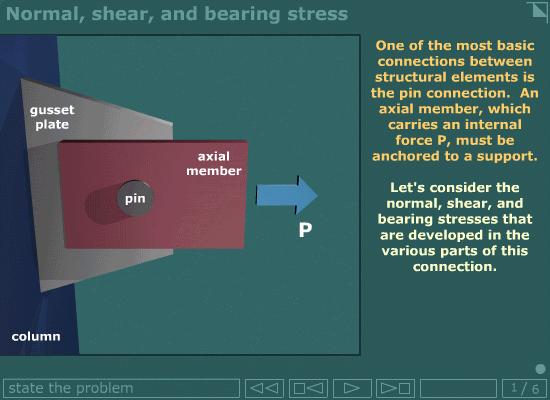 Normal, shear, and bearing stress
gusset
plate
axial
member
pin
P
column
One of the most basic
connections between
structural elements is
the pin connection.  An
axial member, which
carries an internal
force P, must be
anchored to a support.
Let's consider the
normal, shear, and
bearing stresses that
are developed in the
various parts of this
connection.
state the problem
1 / 6